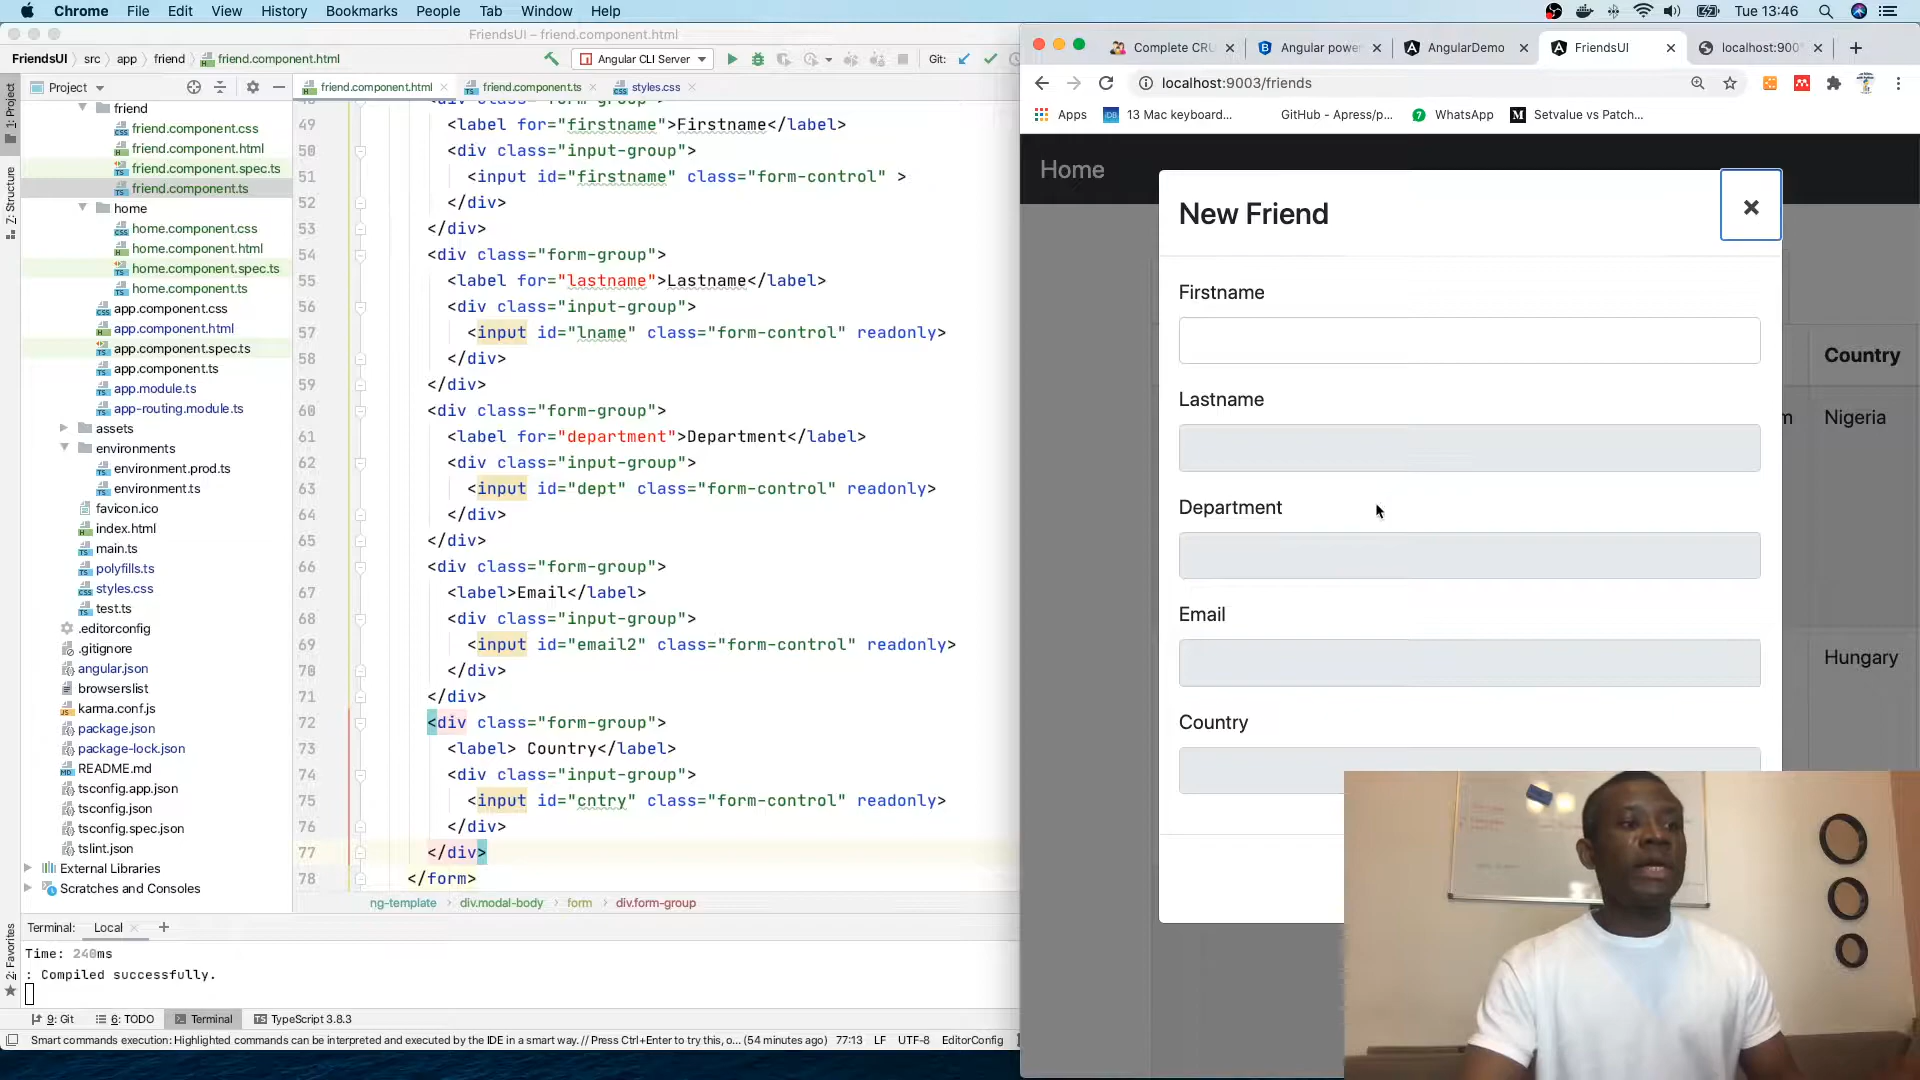 Chrome File Edit View History Bookmarks People Tab Window Help Tue 13:46
FriendsUI – friend.component.html
FriendsUI src app friend friend.component.html Angular CLI Server Git:
Project
friend.component.html friend.component.ts styles.css
1: Project
7: Structure
2: Favorites
friend
friend.component.css
friend.component.html
friend.component.spec.ts
friend.component.ts
home
home.component.css
home.component.html
home.component.spec.ts
home.component.ts
app.component.css
app.component.html
app.component.spec.ts
app.component.ts
app.module.ts
app-routing.module.ts
assets
environments
environment.prod.ts
environment.ts
favicon.ico
index.html
main.ts
polyfills.ts
styles.css
test.ts
.editorconfig
.gitignore
angular.json
browserslist
karma.conf.js
package.json
package-lock.json
README.md
tsconfig.app.json
tsconfig.json
tsconfig.spec.json
tslint.json
External Libraries
Scratches and Consoles
49 <label for="firstname">Firstname</label>
50 <div class="input-group">
51 <input id="firstname" class="form-control" >
52 </div>
53 </div>
54 <div class="form-group">
55 <label for="lastname">Lastname</label>
56 <div class="input-group">
57 <input id="lname" class="form-control" readonly>
58 </div>
59 </div>
60 <div class="form-group">
61 <label for="department">Department</label>
62 <div class="input-group">
63 <input id="dept" class="form-control" readonly>
64 </div>
65 </div>
66 <div class="form-group">
67 <label>Email</label>
68 <div class="input-group">
69 <input id="email2" class="form-control" readonly>
70 </div>
71 </div>
72 <div class="form-group">
73 <label> Country</label>
74 <div class="input-group">
75 <input id="cntry" class="form-control" readonly>
76 </div>
77 </div>
78 </form>
ng-template div.modal-body form div.form-group
Terminal: Local
Time: 240ms
: Compiled successfully.
9: Git 6: TODO Terminal TypeScript 3.8.3
Smart commands execution: Highlighted commands can be interpreted and executed by the IDE in a smart way. // Press Ctrl+Enter to try this, o... (54 minutes ago) 77:13 LF UTF-8 EditorConfig
Complete CRU Angular powe AngularDemo FriendsUI localhost:900
localhost:9003/friends
Apps 13 Mac keyboard... GitHub - Apress/p... WhatsApp Setvalue vs Patch...
Home
New Friend
×
Firstname
Lastname
Department
Email
Country
Country
m Nigeria
Hungary